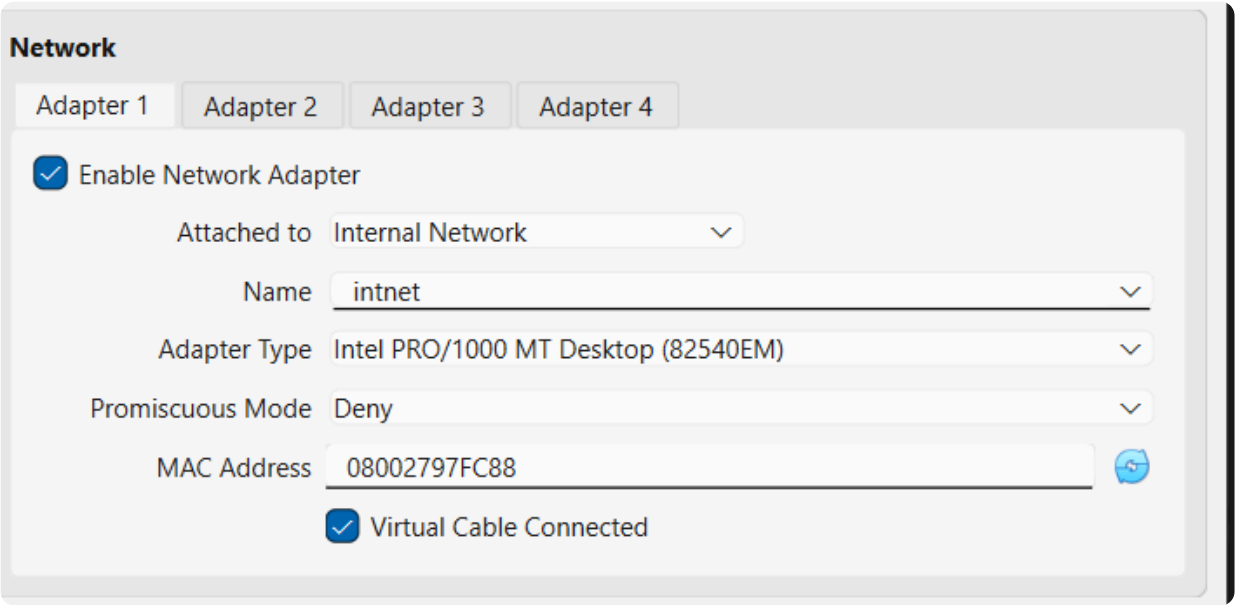 Network
Adapter 1 Adapter 2 Adapter 3 Adapter 4
Enable Network Adapter
Attached to Internal Network
Name intnet
Adapter Type Intel PRO/1000 MT Desktop (82540EM)
Promiscuous Mode Deny
MAC Address 08002797FC88
Virtual Cable Connected